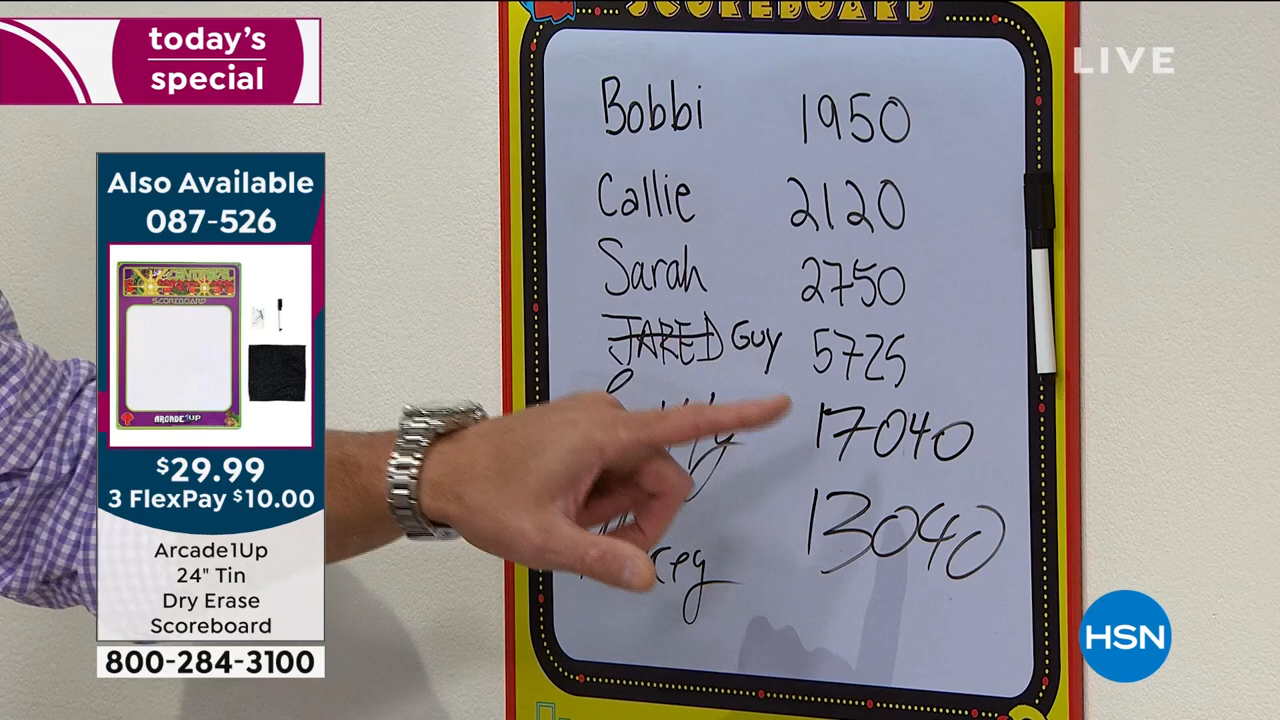 today's
special
Also Available
087-526
SCOREBOARD
ARCADE1UP
$29.99
3 FlexPay $10.00
Arcade1Up
24" Tin
Dry Erase
Scoreboard
800-284-3100
SCOREBOARD
Bobbi 1950
Callie 2120
Sarah 2750
JARED GUY 5725
17040
13040
LIVE
HSN